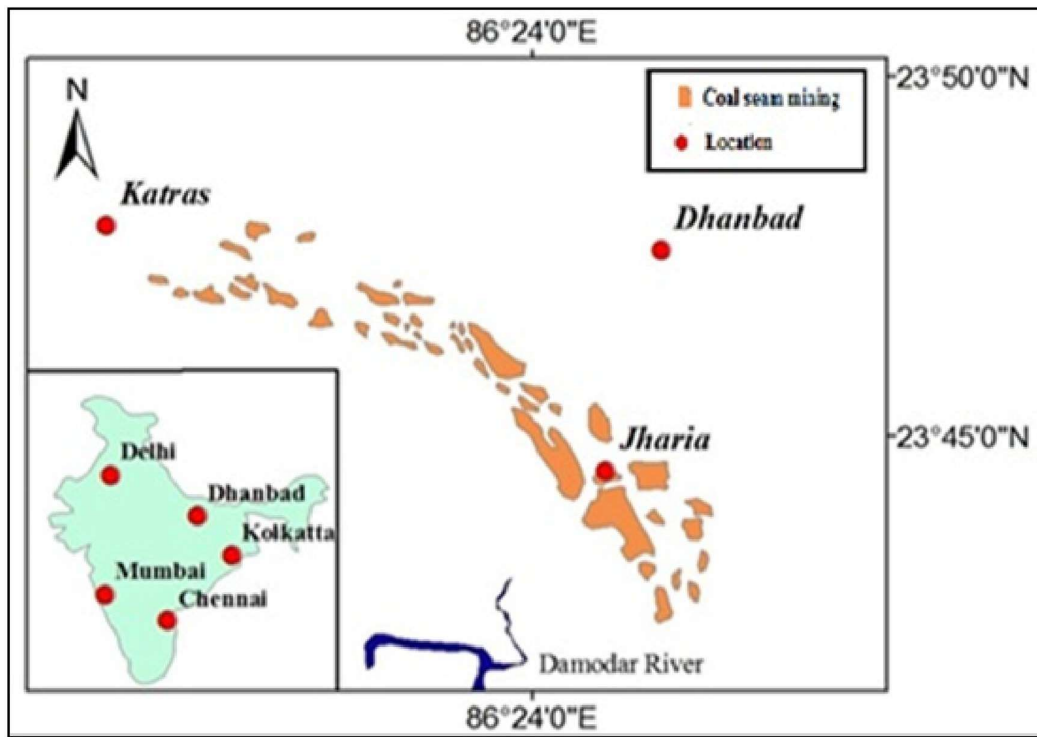 86°24'0"E
23°50'0"N
N
Coal seam mining
Location
Katras
Dhanbad
23°45'0"N
Jharia
Delhi
Dhanbad
Kolkatta
Mumbai
Chennai
Damodar River
86°24'0"E